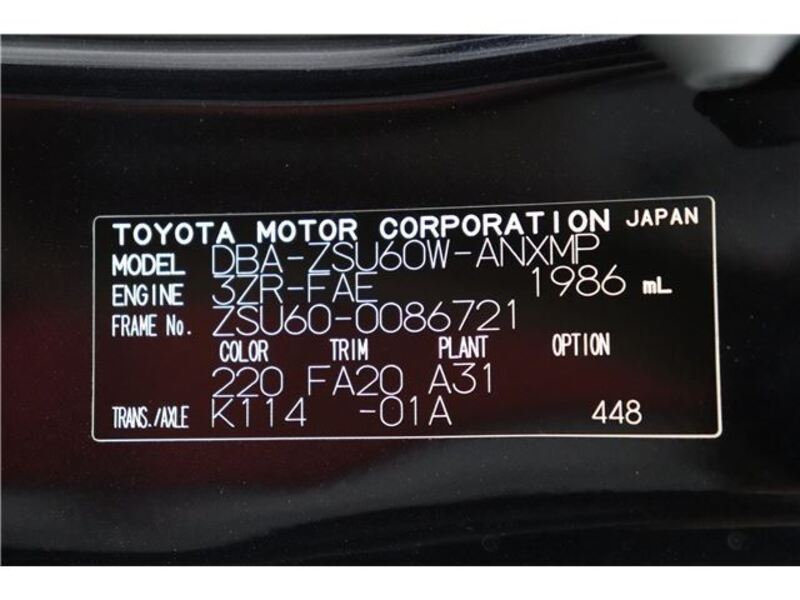 TOYOTA MOTOR CORPORATION JAPAN
MODEL DBA-ZSU60W-ANXMP
ENGINE 3ZR-FAE 1986 mL
FRAME No. ZSU60-0086721
COLOR TRIM PLANT OPTION
220 FA20 A31
TRANS./AXLE K114 -01A 448